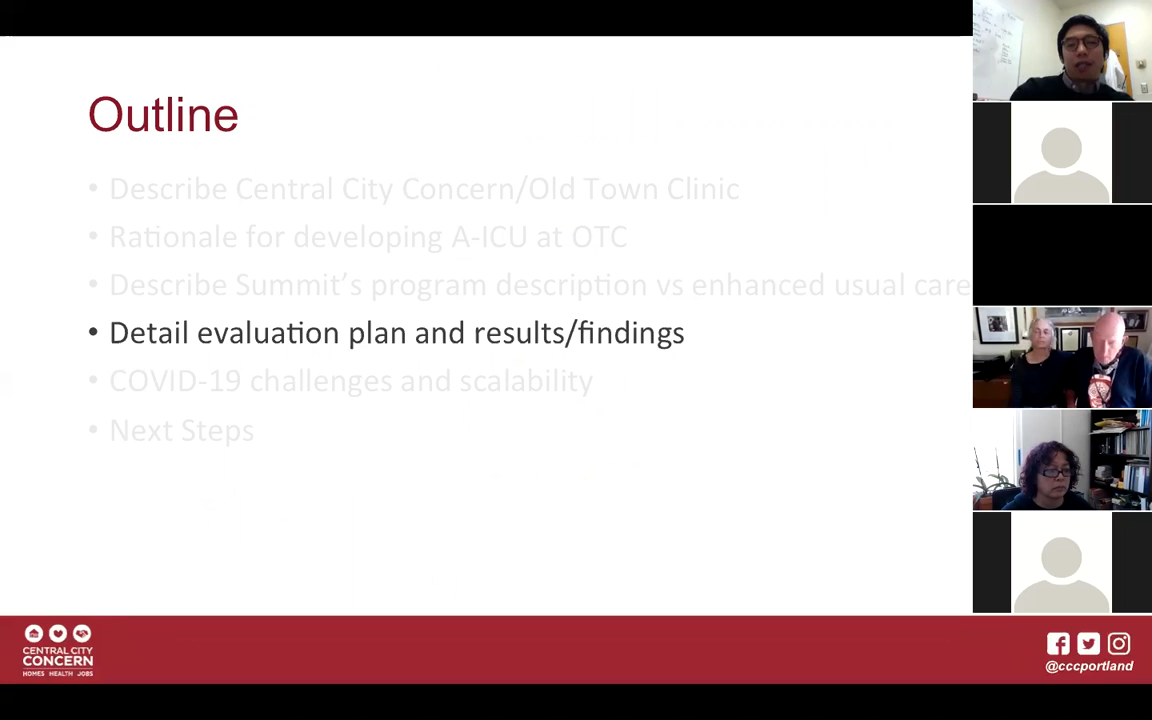 Outline
• Describe Central City Concern/Old Town Clinic
• Rationale for developing A-ICU at OTC
• Describe Summit’s program description vs enhanced usual care
• Detail evaluation plan and results/findings
• COVID-19 challenges and scalability
• Next Steps
CENTRAL CITY
CONCERN
HOMES HEALTH JOBS
@cccportland